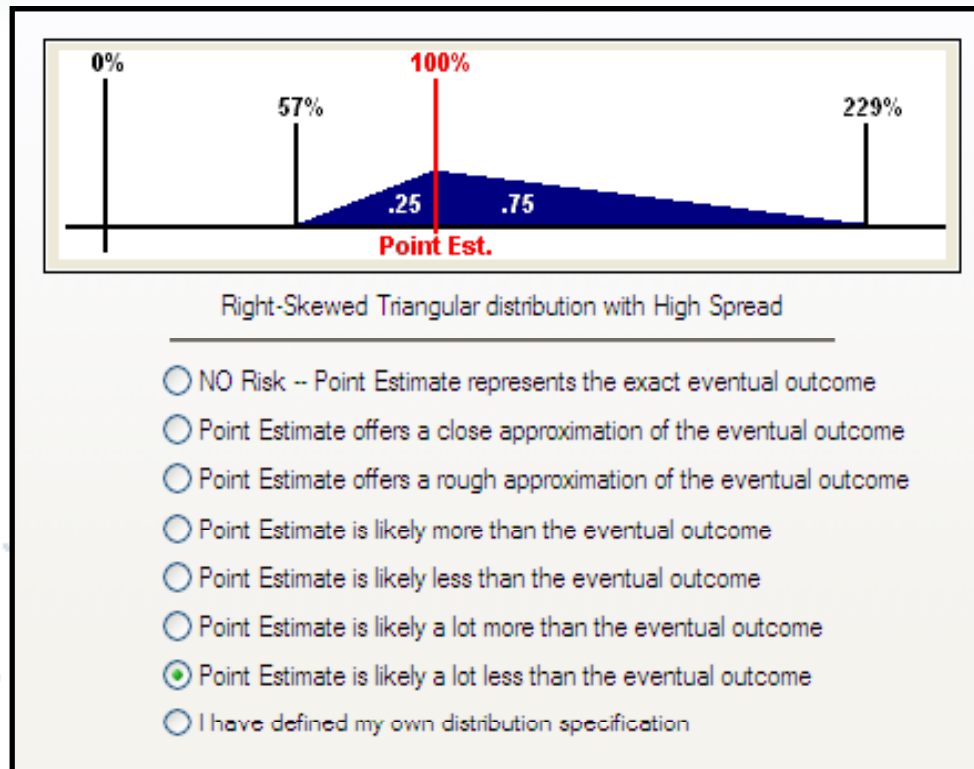 0% 100%
57% 229%
.25 .75
Point Est.
Right-Skewed Triangular distribution with High Spread
NO Risk -- Point Estimate represents the exact eventual outcome
Point Estimate offers a close approximation of the eventual outcome
Point Estimate offers a rough approximation of the eventual outcome
Point Estimate is likely more than the eventual outcome
Point Estimate is likely less than the eventual outcome
Point Estimate is likely a lot more than the eventual outcome
Point Estimate is likely a lot less than the eventual outcome
I have defined my own distribution specification